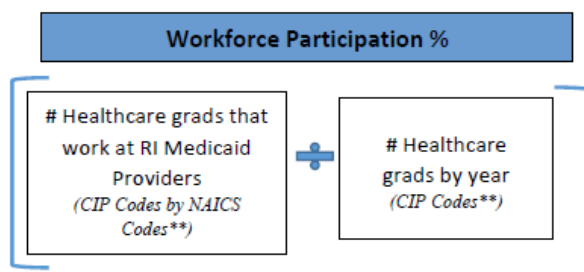 Workforce Participation %
# Healthcare grads that
work at RI Medicaid
Providers
(CIP Codes by NAICS
Codes**)
÷
# Healthcare
grads by year
(CIP Codes**)